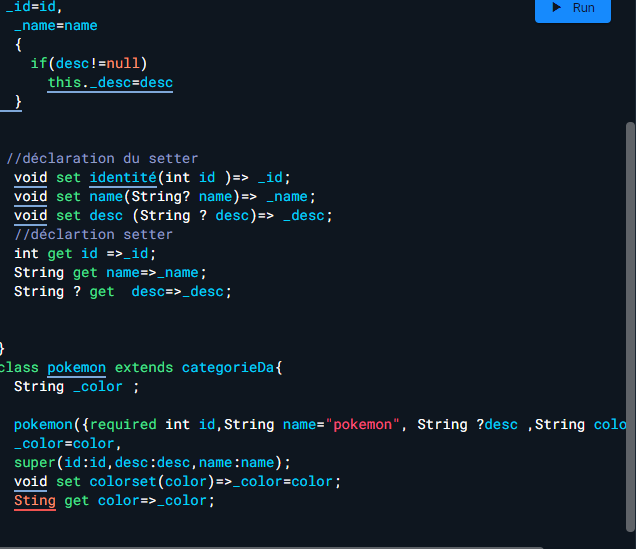 _id=id,
Run
_name=name
{
if(desc!=null)
this._desc=desc
}
//déclaration du setter
void set identité(int id )=> _id;
void set name(String? name)=> _name;
void set desc (String ? desc)=> _desc;
//déclartion setter
int get id =>_id;
String get name=>_name;
String ? get  desc=>_desc;
}
class pokemon extends categorieDa{
String _color ;
pokemon({required int id,String name="pokemon", String ?desc ,String colo
_color=color,
super(id:id,desc:desc,name:name);
void set colorset(color)=>_color=color;
Sting get color=>_color;